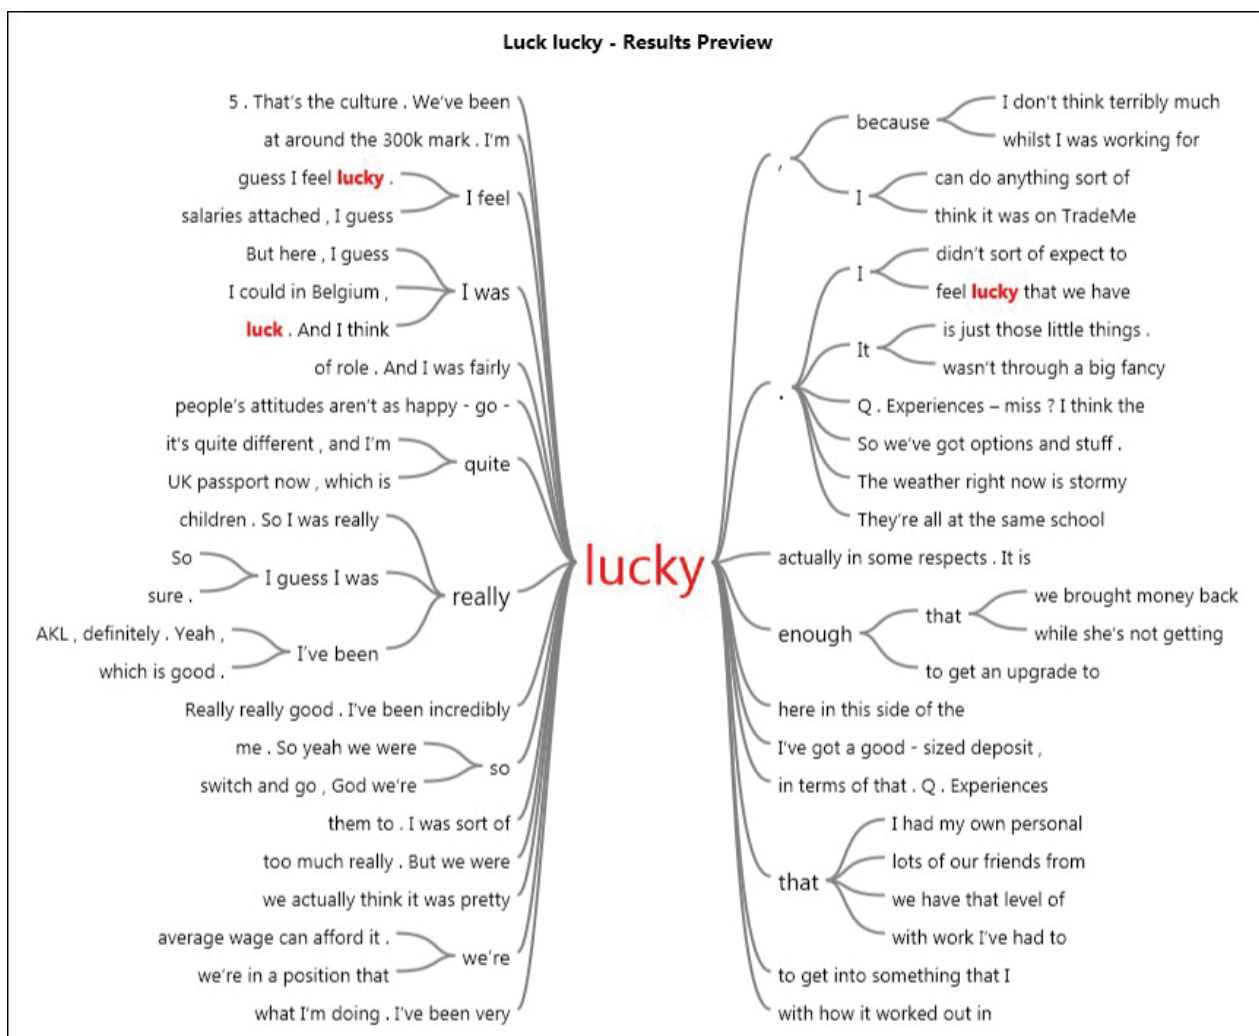 Luck lucky - Results Preview
5 . That's the culture . We've been
at around the 300k mark . I'm
guess I feel lucky .
salaries attached , I guess
I feel
But here , I guess
I could in Belgium ,
luck . And I think
I was
of role . And I was fairly
people's attitudes aren't as happy - go -
it's quite different , and I'm
UK passport now , which is
quite
children . So I was really
So
sure .
I guess I was
AKL , definitely . Yeah ,
which is good .
I've been
really
Really really good . I've been incredibly
me . So yeah we were
switch and go , God we're
so
them to . I was sort of
too much really . But we were
we actually think it was pretty
average wage can afford it .
we're in a position that
we're
what I'm doing . I've been very
lucky
,
because
I don't think terribly much
whilst I was working for
I
can do anything sort of
think it was on TradeMe
.
I
didn't sort of expect to
feel lucky that we have
It
is just those little things .
wasn't through a big fancy
Q . Experiences – miss ? I think the
So we've got options and stuff .
The weather right now is stormy
They're all at the same school
actually in some respects . It is
enough
that
we brought money back
while she's not getting
to get an upgrade to
here in this side of the
I've got a good - sized deposit ,
in terms of that . Q . Experiences
that
I had my own personal
lots of our friends from
we have that level of
with work I've had to
to get into something that I
with how it worked out in